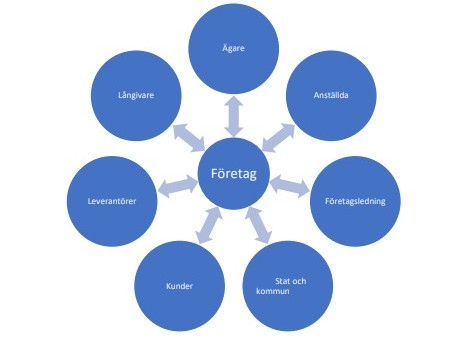 Ägare
Långivare
Anställda
Företag
Leverantörer
Företagsledning
Kunder
Stat och
kommun